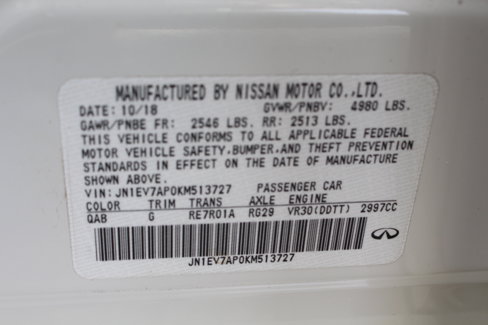 MANUFACTURED BY NISSAN MOTOR CO.,LTD.
DATE: 10/18 GVWR/PNBV: 4980 LBS.
GAWR/PNBE FR: 2546 LBS. RR: 2513 LBS.
THIS VEHICLE CONFORMS TO ALL APPLICABLE FEDERAL
MOTOR VEHICLE SAFETY,BUMPER,AND THEFT PREVENTION
STANDARDS IN EFFECT ON THE DATE OF MANUFACTURE
SHOWN ABOVE.
VIN: JN1EV7AP0KM513727 PASSENGER CAR
COLOR TRIM TRANS AXLE ENGINE
QAB G RE7R01A RG29 VR30(DDTT) 2997CC
JN1EV7AP0KM513727